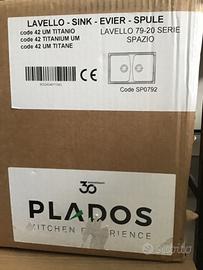 LAVELLO - SINK - EVIER - SPULE
code 42 UM TITANIO
code 42 TITANIUM UM
code 42 UM TITANE
LAVELLO 79-20 SERIE
SPAZIO
Code SP0792
30
PLADOS
KITCHEN EXPERIENCE
subito